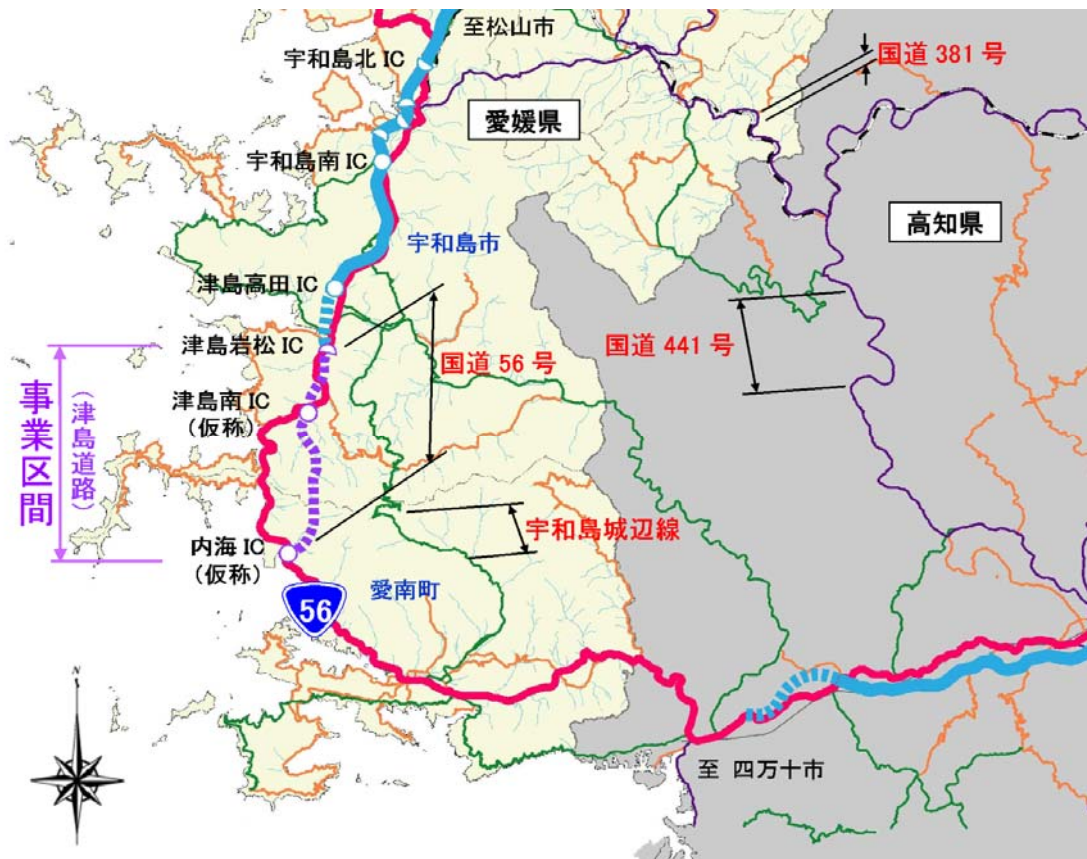 至松山市
宇和島北 IC
国道 381 号
愛媛県
宇和島南 IC
高知県
宇和島市
津島高田 IC
津島岩松 IC
国道 56 号
国道 441 号
事業区間
(津島道路)
津島南 IC
(仮称)
宇和島城辺線
内海 IC
(仮称)
愛南町
56
至 四万十市